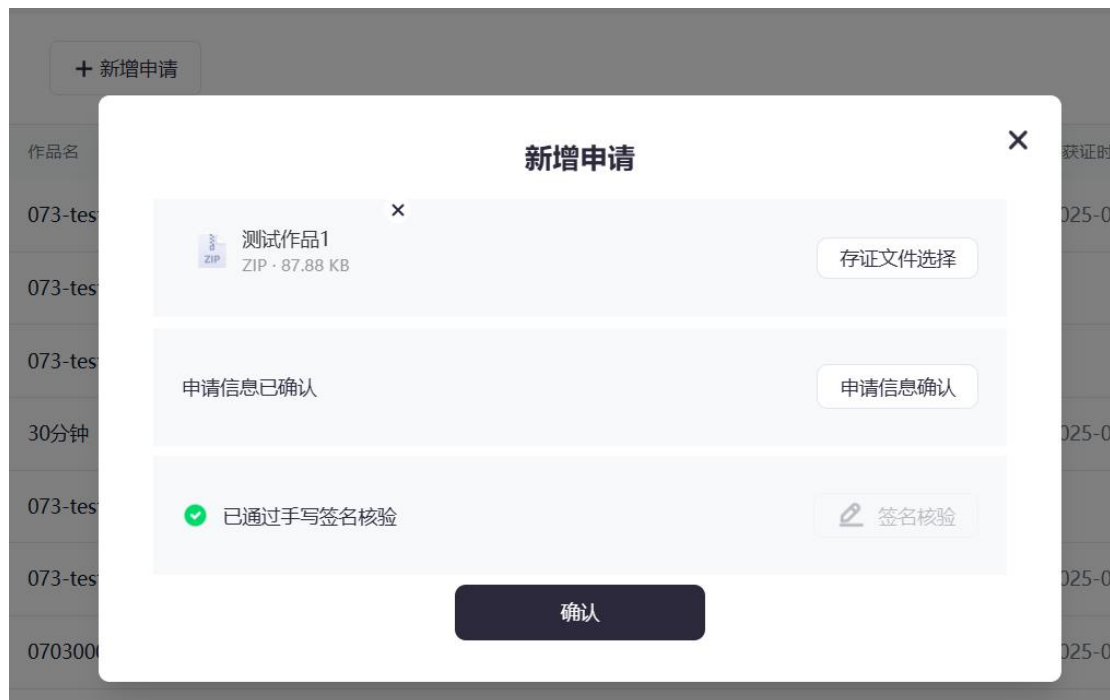 + 新增申请
新增申请
作品名
获证时
073-tes
025-0
测试作品1
ZIP
ZIP · 87.88 KB
存证文件选择
073-tes
073-tes
申请信息已确认
申请信息确认
30分钟
025-0
073-tes
已通过手写签名核验
签名核验
073-tes
025-0
确认
070300
025-0